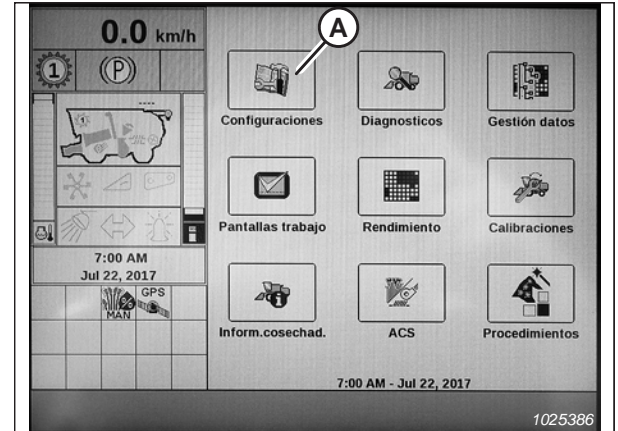 A
0.0 km/h
1
(P)
Configuraciones
Diagnosticos
Gestión datos
Pantallas trabajo
Rendimiento
Calibraciones
7:00 AM
Jul 22, 2017
MAN
%
GPS
Inform.cosechad.
ACS
Procedimientos
7:00 AM - Jul 22, 2017
1025386